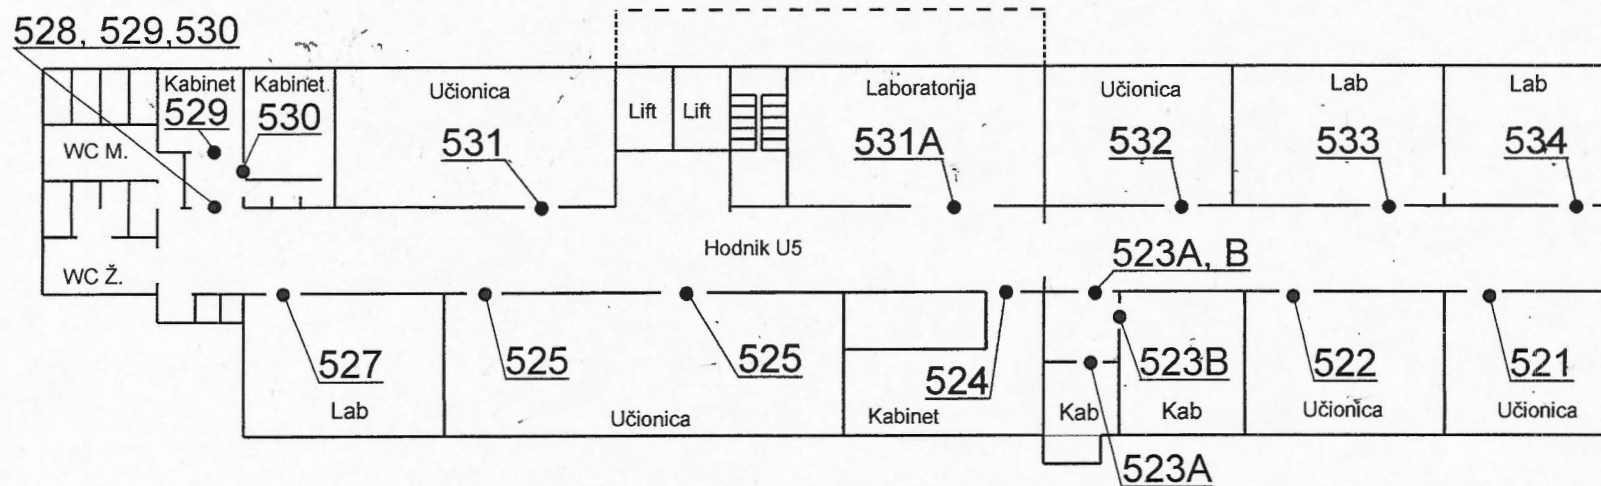 528, 529,530
Kabinet
529
Kabinet
530
Učionica
531
Lift
Lift
Laboratorija
531A
Učionica
532
Lab
533
Lab
534
WC M.
WC Ž.
Hodnik U5
523A, B
527
Lab
525
525
Učionica
524
Kabinet
Kab
523B
Kab
522
Učionica
521
Učionica
523A